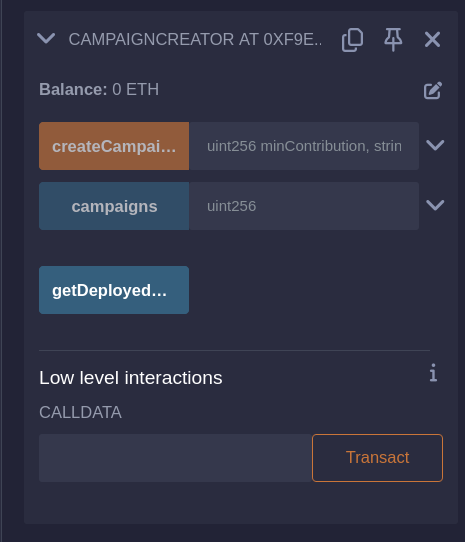 CAMPAIGNCREATOR AT 0XF9E..
Balance: 0 ETH
createCampai… uint256 minContribution, strin
campaigns uint256
getDeployed…
Low level interactions
CALLDATA
Transact